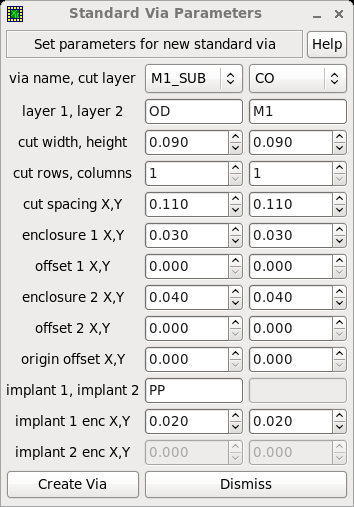 Standard Via Parameters
Set parameters for new standard via Help
via name, cut layer M1_SUB CO
layer 1, layer 2 OD M1
cut width, height 0.090 0.090
cut rows, columns 1 1
cut spacing X,Y 0.110 0.110
enclosure 1 X,Y 0.030 0.030
offset 1 X,Y 0.000 0.000
enclosure 2 X,Y 0.040 0.040
offset 2 X,Y 0.000 0.000
origin offset X,Y 0.000 0.000
implant 1, implant 2 PP
implant 1 enc X,Y 0.020 0.020
implant 2 enc X,Y 0.000 0.000
Create Via Dismiss